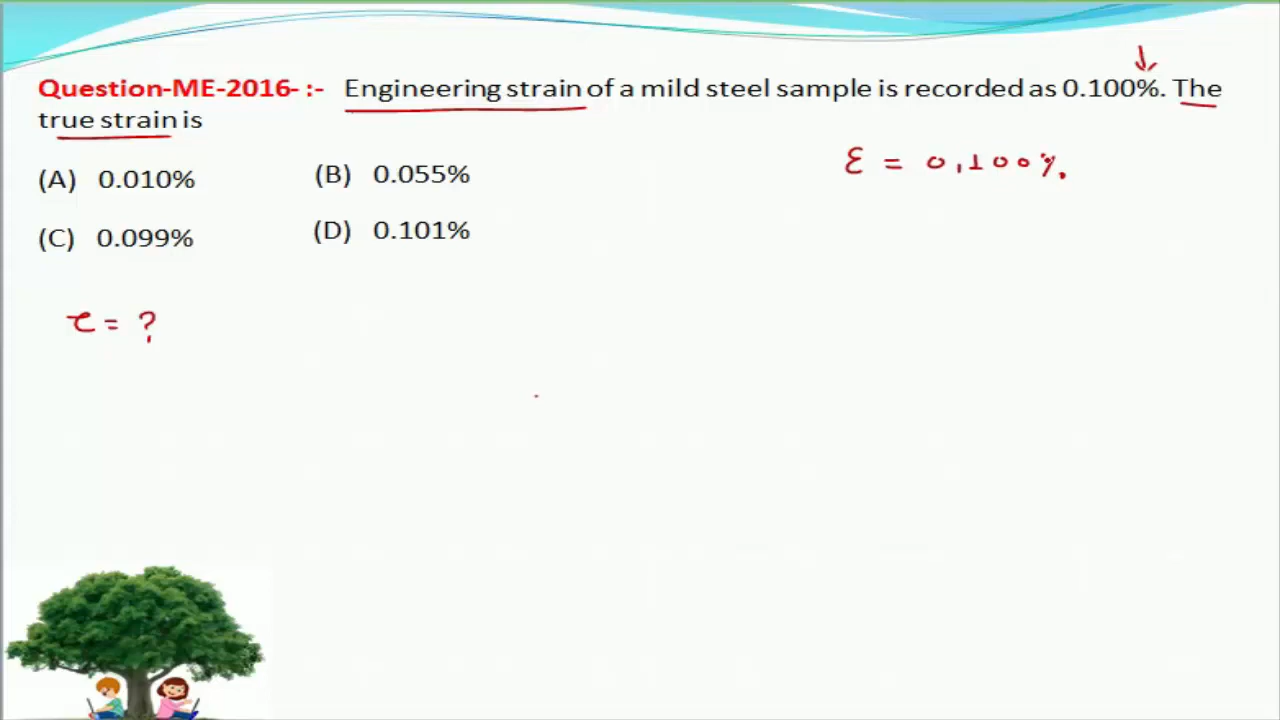 Question-ME-2016- :- Engineering strain of a mild steel sample is recorded as 0.100%. The
true strain is
ε = 0.100%.
(A) 0.010% (B) 0.055%
(C) 0.099% (D) 0.101%
τ = ?